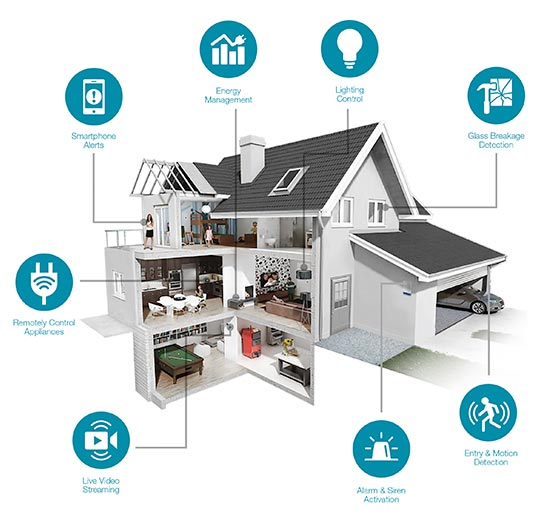 Energy
Management
Lighting
Control
Smartphone
Alerts
Glass Breakage
Detection
Remotely Control
Appliances
Live Video
Streaming
Alarm & Siren
Activation
Entry & Motion
Detection